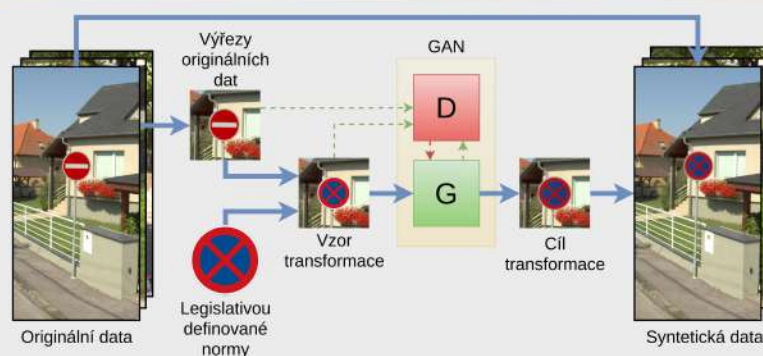 Výřezy
originálních
dat
GAN
D
G
Vzor
transformace
Cíl
transformace
Legislativou
definované
normy
Originální data
Syntetická data